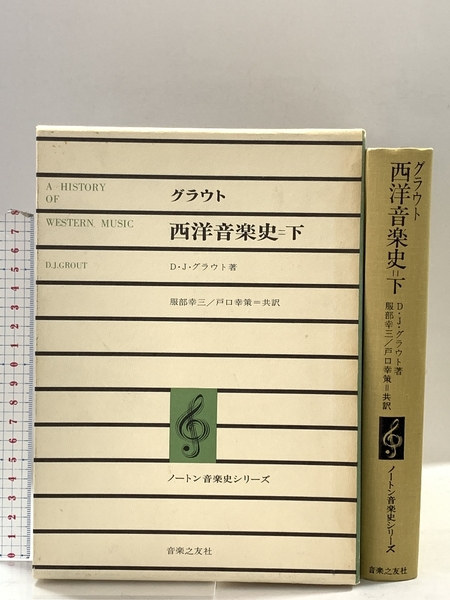 A HISTORY
OF
WESTERN MUSIC
D.J.GROUT
グラウト
西洋音楽史=下
D・J・グラウト著
服部幸三/戸口幸策=共訳
ノートン音楽史シリーズ
音楽之友社
グラウト
西洋音楽史=下
D・J・グラウト著
服部幸三/戸口幸策=共訳
ノートン音楽史シリーズ
音楽之友社